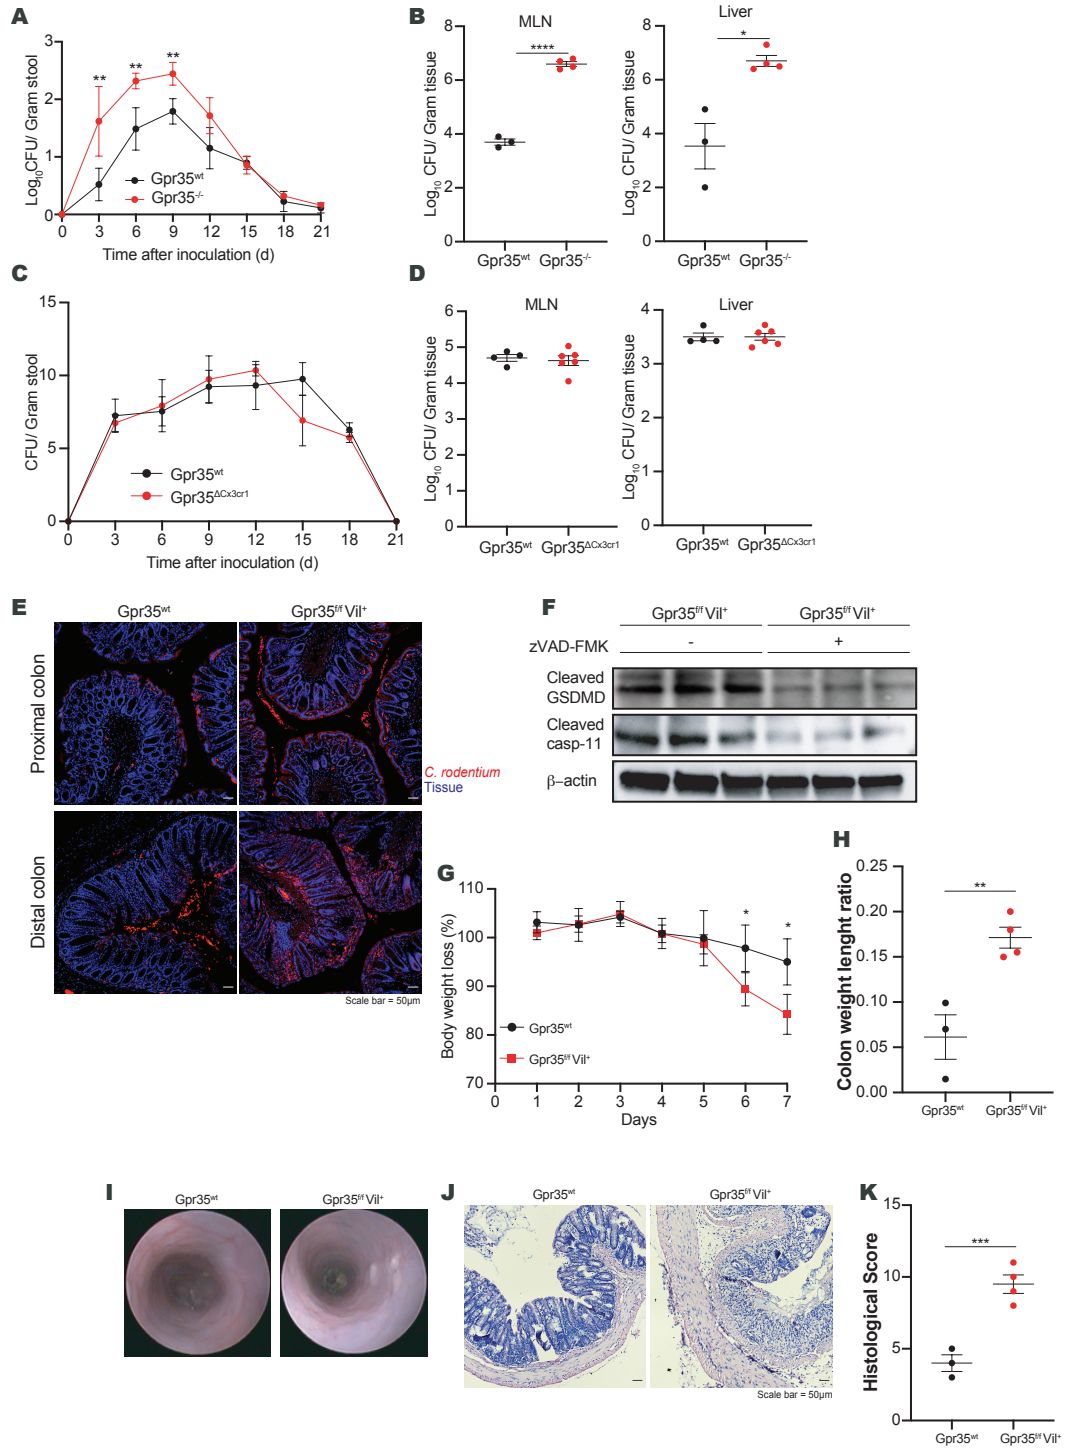 A
Log10CFU/ Gram stool
3
2
1
0
**
**
**
Gpr35wt
Gpr35-/-
0 3 6 9 12 15 18 21
Time after inoculation (d)
B
MLN
Log10 CFU/ Gram tissue
8
6
4
2
0
****
Gpr35wt Gpr35-/-
Liver
Log10 CFU/ Gram tissue
8
6
4
2
0
*
Gpr35wt Gpr35-/-
C
CFU/ Gram stool
15
10
5
0
Gpr35wt
Gpr35ΔCx3cr1
0 3 6 9 12 15 18 21
Time after inoculation (d)
D
MLN
Log10 CFU/ Gram tissue
6
5
4
3
2
1
0
Gpr35wt Gpr35ΔCx3cr1
Liver
Log10 CFU/ Gram tissue
4
3
2
1
0
Gpr35wt Gpr35ΔCx3cr1
E
Gpr35wt Gpr35f/f Vil+
Proximal colon
Distal colon
C. rodentium
Tissue
Scale bar = 50µm
F
Gpr35f/f Vil+ Gpr35f/f Vil+
zVAD-FMK - +
Cleaved
GSDMD
Cleaved
casp-11
β–actin
G
Body weight loss (%)
110
100
90
80
70
*
*
Gpr35wt
Gpr35f/f Vil+
0 1 2 3 4 5 6 7
Days
H
Colon weight lenght ratio
0.25
0.20
0.15
0.10
0.05
0.00
**
Gpr35wt Gpr35f/f Vil+
I
Gpr35wt Gpr35f/f Vil+
J
Gpr35wt Gpr35f/f Vil+
Scale bar = 50µm
K
Histological Score
15
10
5
0
***
Gpr35wt Gpr35f/f Vil+